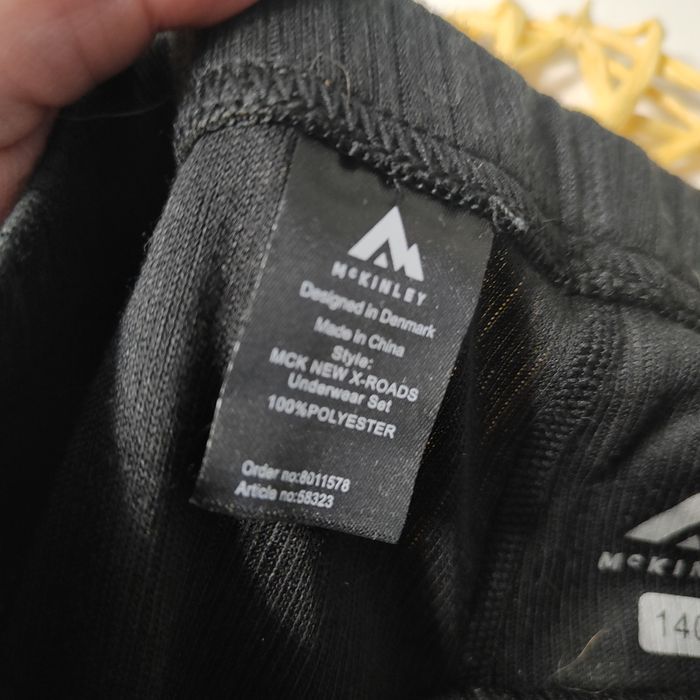 McKINLEY
Designed in Denmark
Made in China
Style:
MCK NEW X-ROADS
Underwear Set
100%POLYESTER
Order no:8011578
Article no:58323
McKIN
140